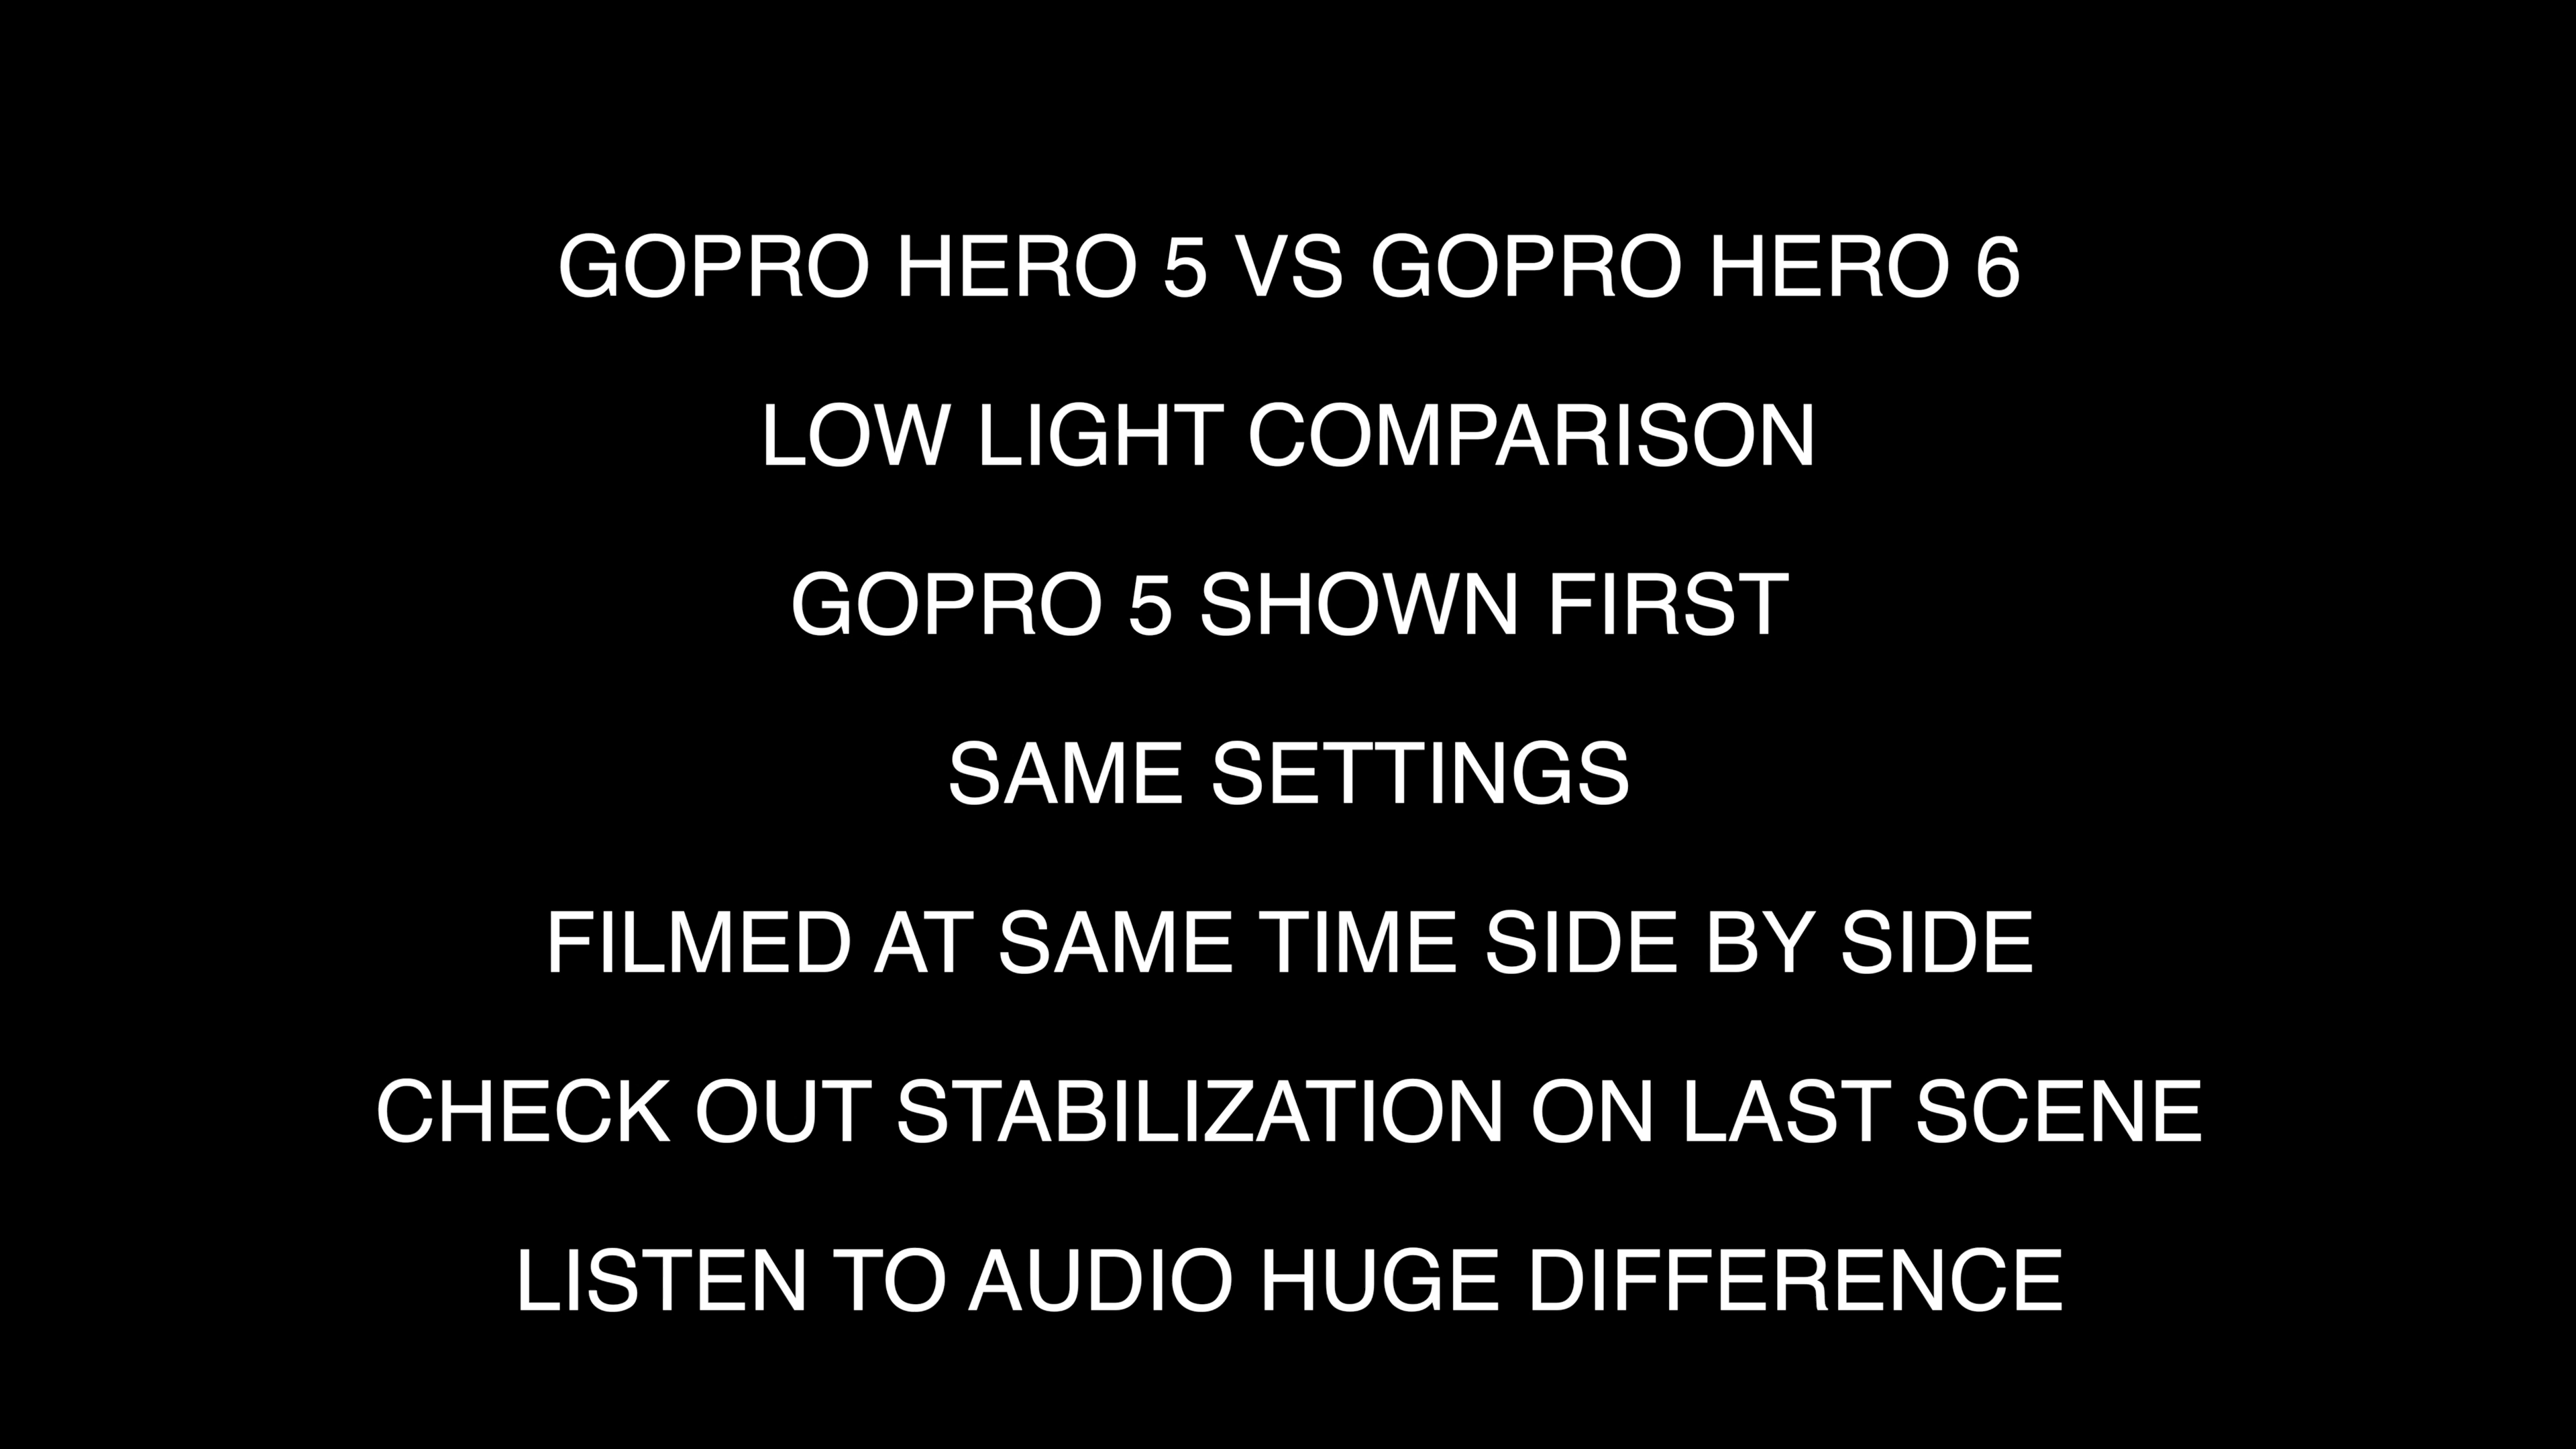 GOPRO HERO 5 VS GOPRO HERO 6
LOW LIGHT COMPARISON
GOPRO 5 SHOWN FIRST
SAME SETTINGS
FILMED AT SAME TIME SIDE BY SIDE
CHECK OUT STABILIZATION ON LAST SCENE
LISTEN TO AUDIO HUGE DIFFERENCE